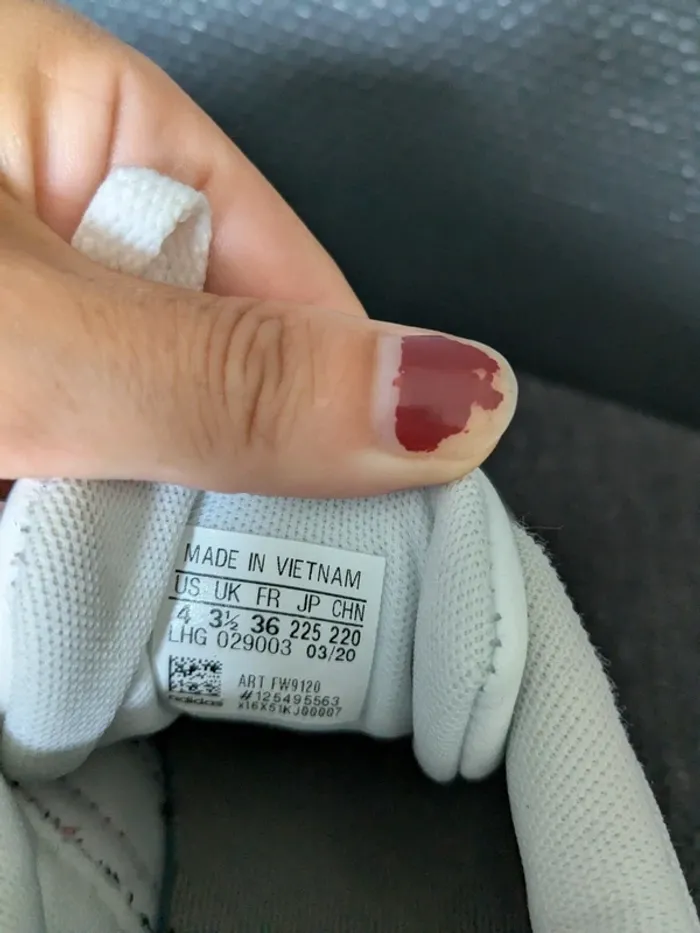 MADE IN VIETNAM
US UK FR JP CHN
4 3½ 36 225 220
LHG 029003 03/20
ART FW9120
#125495563
x16X51KJ00007
adidas